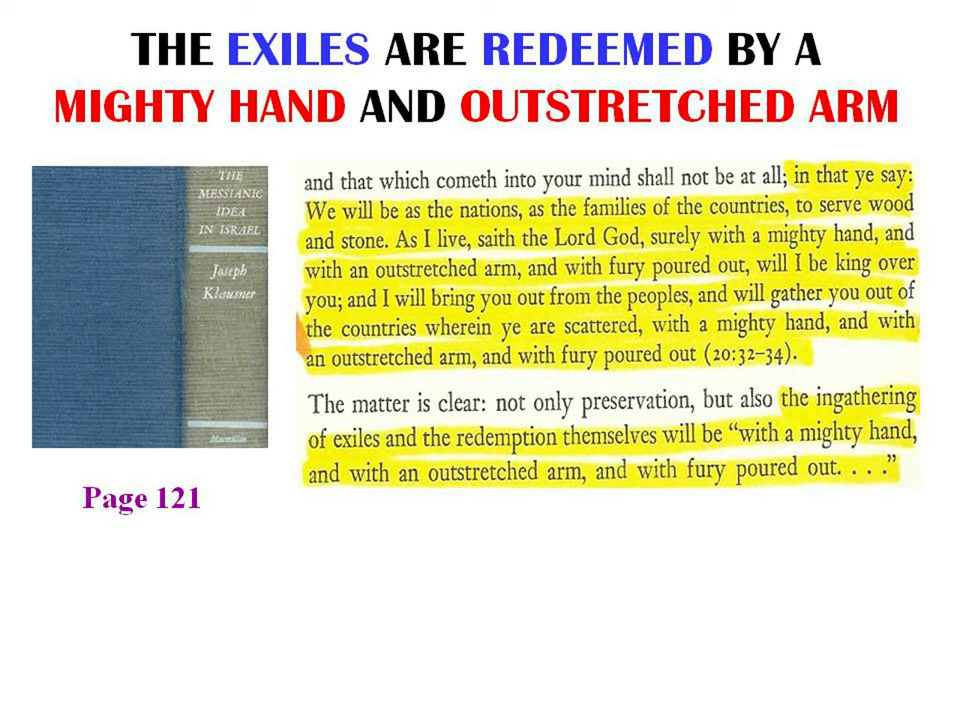 THE EXILES ARE REDEEMED BY A
MIGHTY HAND AND OUTSTRETCHED ARM
THE
MESSIANIC
IDEA
IN ISRAEL
Joseph
Klausner
Macmillan
Page 121
and that which cometh into your mind shall not be at all; in that ye say:
We will be as the nations, as the families of the countries, to serve wood
and stone. As I live, saith the Lord God, surely with a mighty hand, and
with an outstretched arm, and with fury poured out, will I be king over
you; and I will bring you out from the peoples, and will gather you out of
the countries wherein ye are scattered, with a mighty hand, and with
an outstretched arm, and with fury poured out (20:32–34).
The matter is clear: not only preservation, but also the ingathering
of exiles and the redemption themselves will be “with a mighty hand,
and with an outstretched arm, and with fury poured out. . . .”